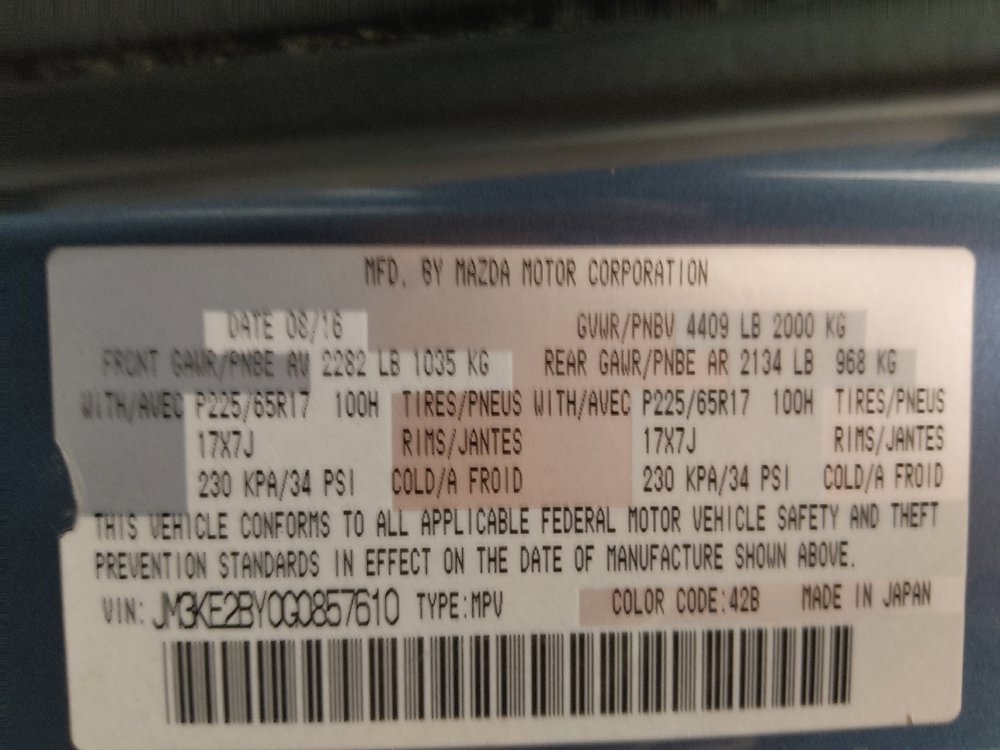 MFD. BY MAZDA MOTOR CORPORATION
DATE 08/16 GVWR/PNBV 4409 LB 2000 KG
FRONT GAWR/PNBE AV 2282 LB 1035 KG REAR GAWR/PNBE AR 2134 LB 968 KG
WITH/AVEC P225/65R17 100H TIRES/PNEUS WITH/AVEC P225/65R17 100H TIRES/PNEUS
17X7J RIMS/JANTES 17X7J RIMS/JANTES
230 KPA/34 PSI COLD/A FROID 230 KPA/34 PSI COLD/A FROID
THIS VEHICLE CONFORMS TO ALL APPLICABLE FEDERAL MOTOR VEHICLE SAFETY AND THEFT
PREVENTION STANDARDS IN EFFECT ON THE DATE OF MANUFACTURE SHOWN ABOVE.
VIN: JM3KE2BY0G0857610 TYPE:MPV COLOR CODE:42B MADE IN JAPAN